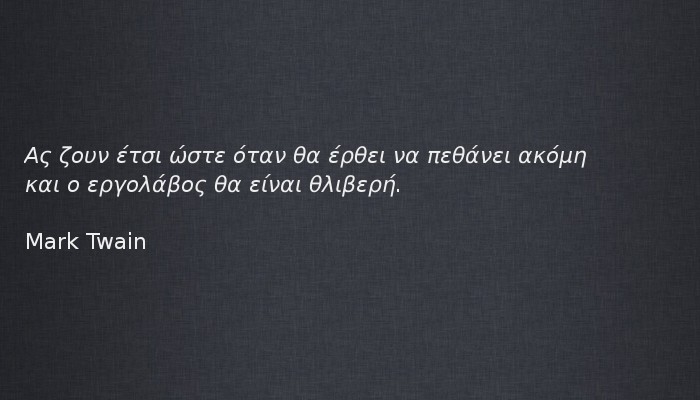 Ας ζουν έτσι ώστε όταν θα έρθει να πεθάνει ακόμη
και ο εργολάβος θα είναι θλιβερή.
Mark Twain